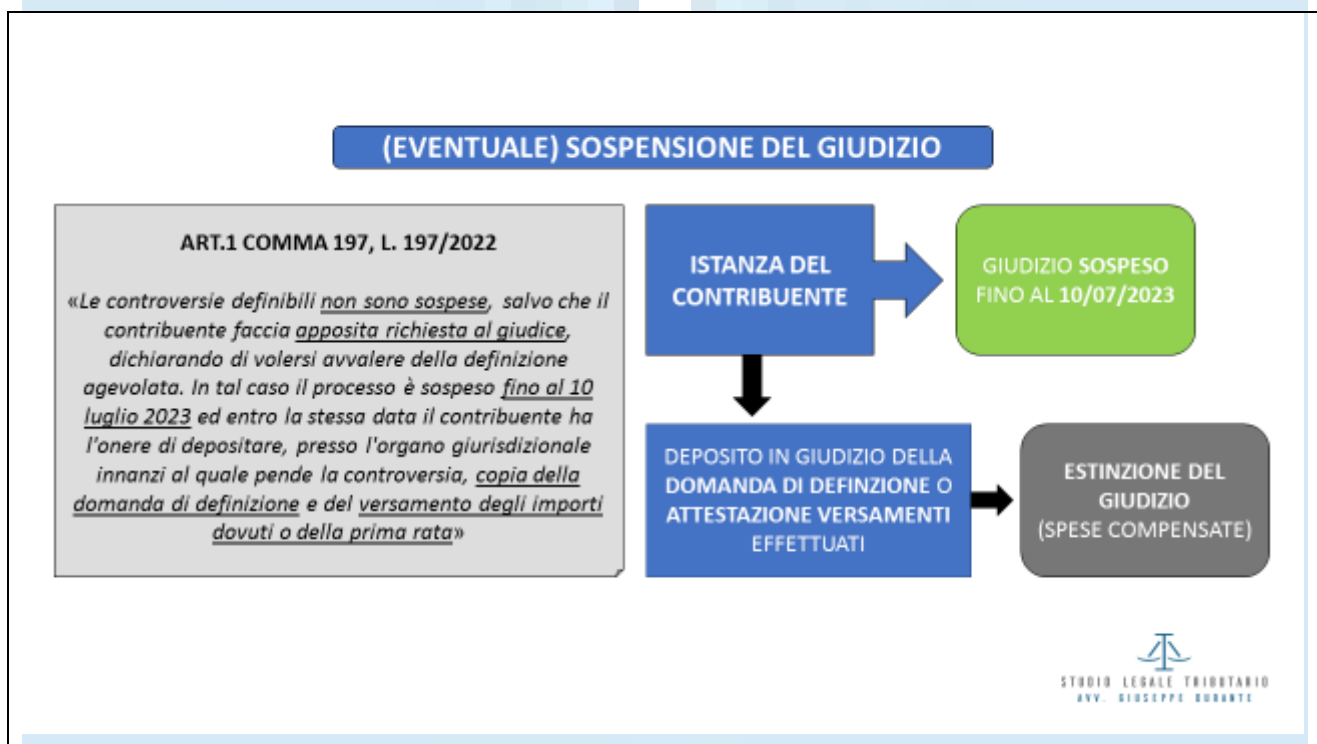 (EVENTUALE) SOSPENSIONE DEL GIUDIZIO
ART.1 COMMA 197, L. 197/2022
«Le controversie definibili non sono sospese, salvo che il
contribuente faccia apposita richiesta al giudice,
dichiarando di volersi avvalere della definizione
agevolata. In tal caso il processo è sospeso fino al 10
luglio 2023 ed entro la stessa data il contribuente ha
l'onere di depositare, presso l'organo giurisdizionale
innanzi al quale pende la controversia, copia della
domanda di definizione e del versamento degli importi
dovuti o della prima rata»
ISTANZA DEL
CONTRIBUENTE
GIUDIZIO SOSPESO
FINO AL 10/07/2023
DEPOSITO IN GIUDIZIO DELLA
DOMANDA DI DEFINZIONE O
ATTESTAZIONE VERSAMENTI
EFFETTUATI
ESTINZIONE DEL
GIUDIZIO
(SPESE COMPENSATE)
STUDIO LEGALE TRIBUTARIO
AVV. GIUSEPPE DURANTE